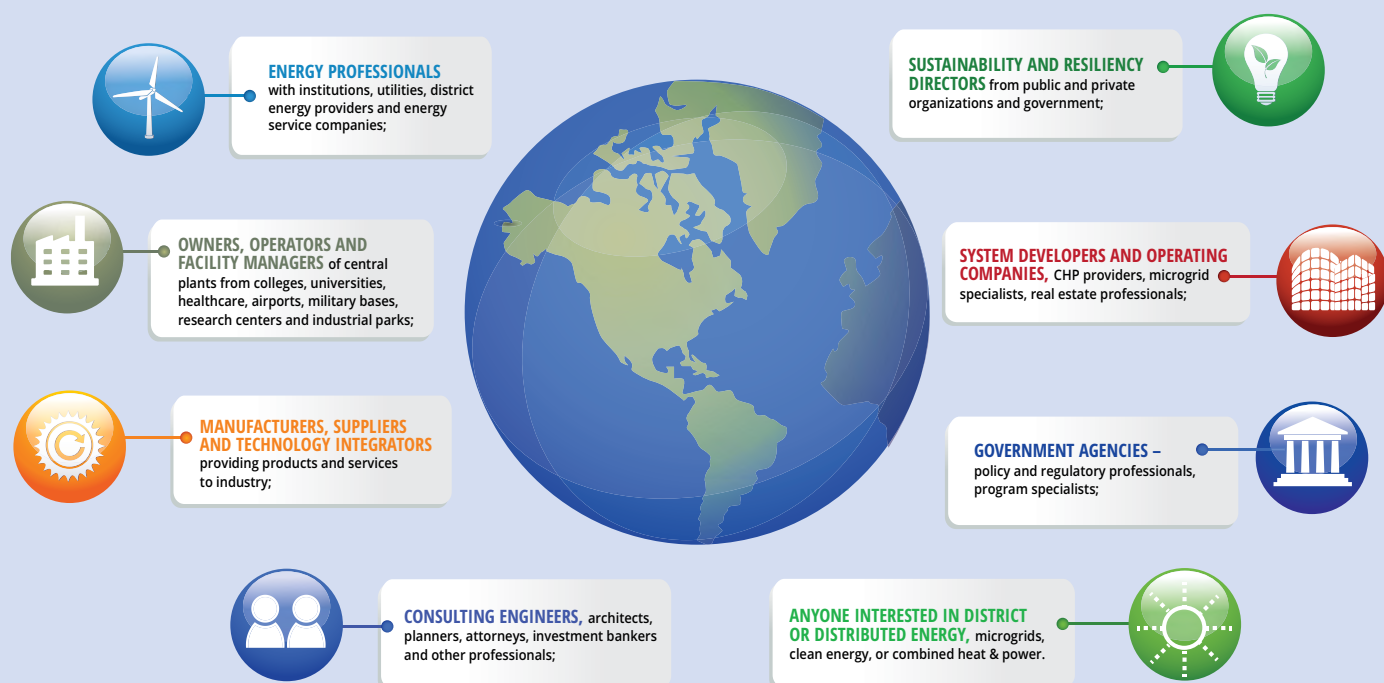 ENERGY PROFESSIONALS
with institutions, utilities, district
energy providers and energy
service companies;
OWNERS, OPERATORS AND
FACILITY MANAGERS of central
plants from colleges, universities,
healthcare, airports, military bases,
research centers and industrial parks;
MANUFACTURERS, SUPPLIERS
AND TECHNOLOGY INTEGRATORS
providing products and services
to industry;
CONSULTING ENGINEERS, architects,
planners, attorneys, investment bankers
and other professionals;
SUSTAINABILITY AND RESILIENCY
DIRECTORS from public and private
organizations and government;
SYSTEM DEVELOPERS AND OPERATING
COMPANIES, CHP providers, microgrid
specialists, real estate professionals;
GOVERNMENT AGENCIES –
policy and regulatory professionals,
program specialists;
ANYONE INTERESTED IN DISTRICT
OR DISTRIBUTED ENERGY, microgrids,
clean energy, or combined heat & power.